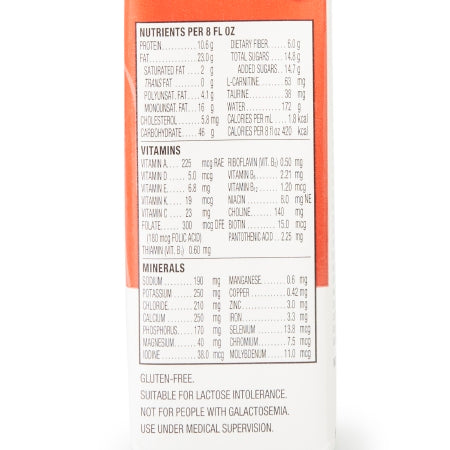 NUTRIENTS PER 8 FL OZ
PROTEIN.........10.6 g DIETARY FIBER......6.0 g
FAT...............23.0 g TOTAL SUGARS......14.8 g
SATURATED FAT....2 g ADDED SUGARS..14.7 g
TRANS FAT........0 g L-CARNITINE.......63 mg
POLYUNSAT. FAT..4.1 g TAURINE..........38 mg
MONOUNSAT. FAT 16 g WATER............172 g
CHOLESTEROL......5.8 mg CALORIES PER mL...1.8 kcal
CARBOHYDRATE...46 g CALORIES PER 8 fl oz 420 kcal
VITAMINS
VITAMIN A.... 225 mcg RAE RIBOFLAVIN (VIT. B₂) 0.50 mg
VITAMIN D.... 5.0 mcg VITAMIN B₆.........2.21 mg
VITAMIN E.... 6.8 mg VITAMIN B₁₂.......1.20 mcg
VITAMIN K.... 19 mcg NIACIN............6.0 mg NE
VITAMIN C.... 23 mg CHOLINE..........140 mg
FOLATE....... 300 mcg DFE BIOTIN............15.0 mcg
(180 mcg FOLIC ACID) PANTOTHENIC ACID.. 2.25 mg
THIAMIN (VIT. B₁) 0.60 mg
MINERALS
SODIUM..........190 mg MANGANESE.......0.6 mg
POTASSIUM.......250 mg COPPER...........0.42 mg
CHLORIDE........210 mg ZINC..............3.0 mg
CALCIUM.........250 mg IRON..............3.3 mg
PHOSPHORUS.....170 mg SELENIUM.........13.8 mcg
MAGNESIUM.......40 mg CHROMIUM.........7.5 mcg
IODINE...........38.0 mcg MOLYBDENUM......11.0 mcg
GLUTEN-FREE.
SUITABLE FOR LACTOSE INTOLERANCE.
NOT FOR PEOPLE WITH GALACTOSEMIA.
USE UNDER MEDICAL SUPERVISION.